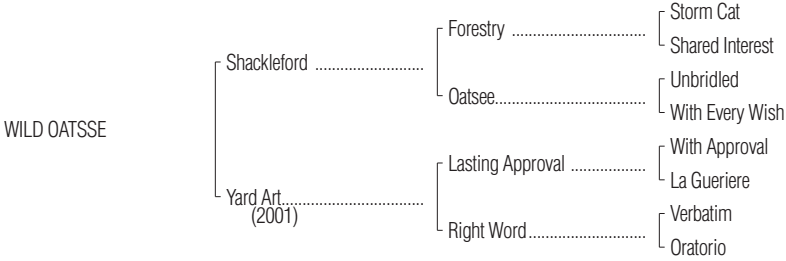 Storm Cat
Forestry ................................
Shared Interest
Shackleford ..........................
Unbridled
Oatsee....................................
With Every Wish
WILD OATSSE
With Approval
Lasting Approval ..................
La Gueriere
Yard Art..................................
(2001)
Verbatim
Right Word............................
Oratorio